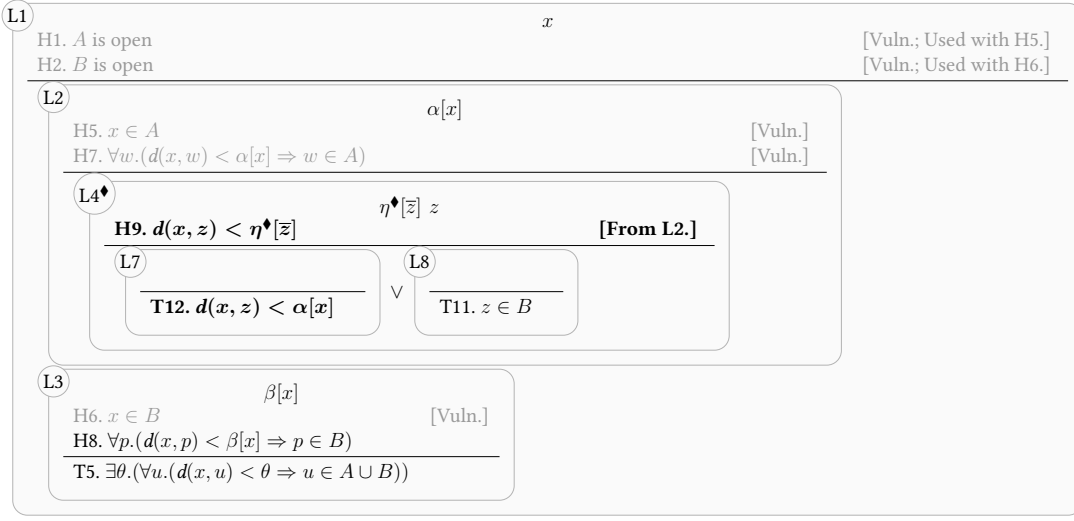 L1
x
H1. A is open [Vuln.; Used with H5.]
H2. B is open [Vuln.; Used with H6.]
L2
α[x]
H5. x ∈ A [Vuln.]
H7. ∀w.(d(x, w) < α[x] ⇒ w ∈ A) [Vuln.]
L4♦
η♦[z̅] z
H9. d(x, z) < η♦[z̅] [From L2.]
L7 L8
T12. d(x, z) < α[x] ∨ T11. z ∈ B
L3
β[x]
H6. x ∈ B [Vuln.]
H8. ∀p.(d(x, p) < β[x] ⇒ p ∈ B)
T5. ∃θ.(∀u.(d(x, u) < θ ⇒ u ∈ A ∪ B))